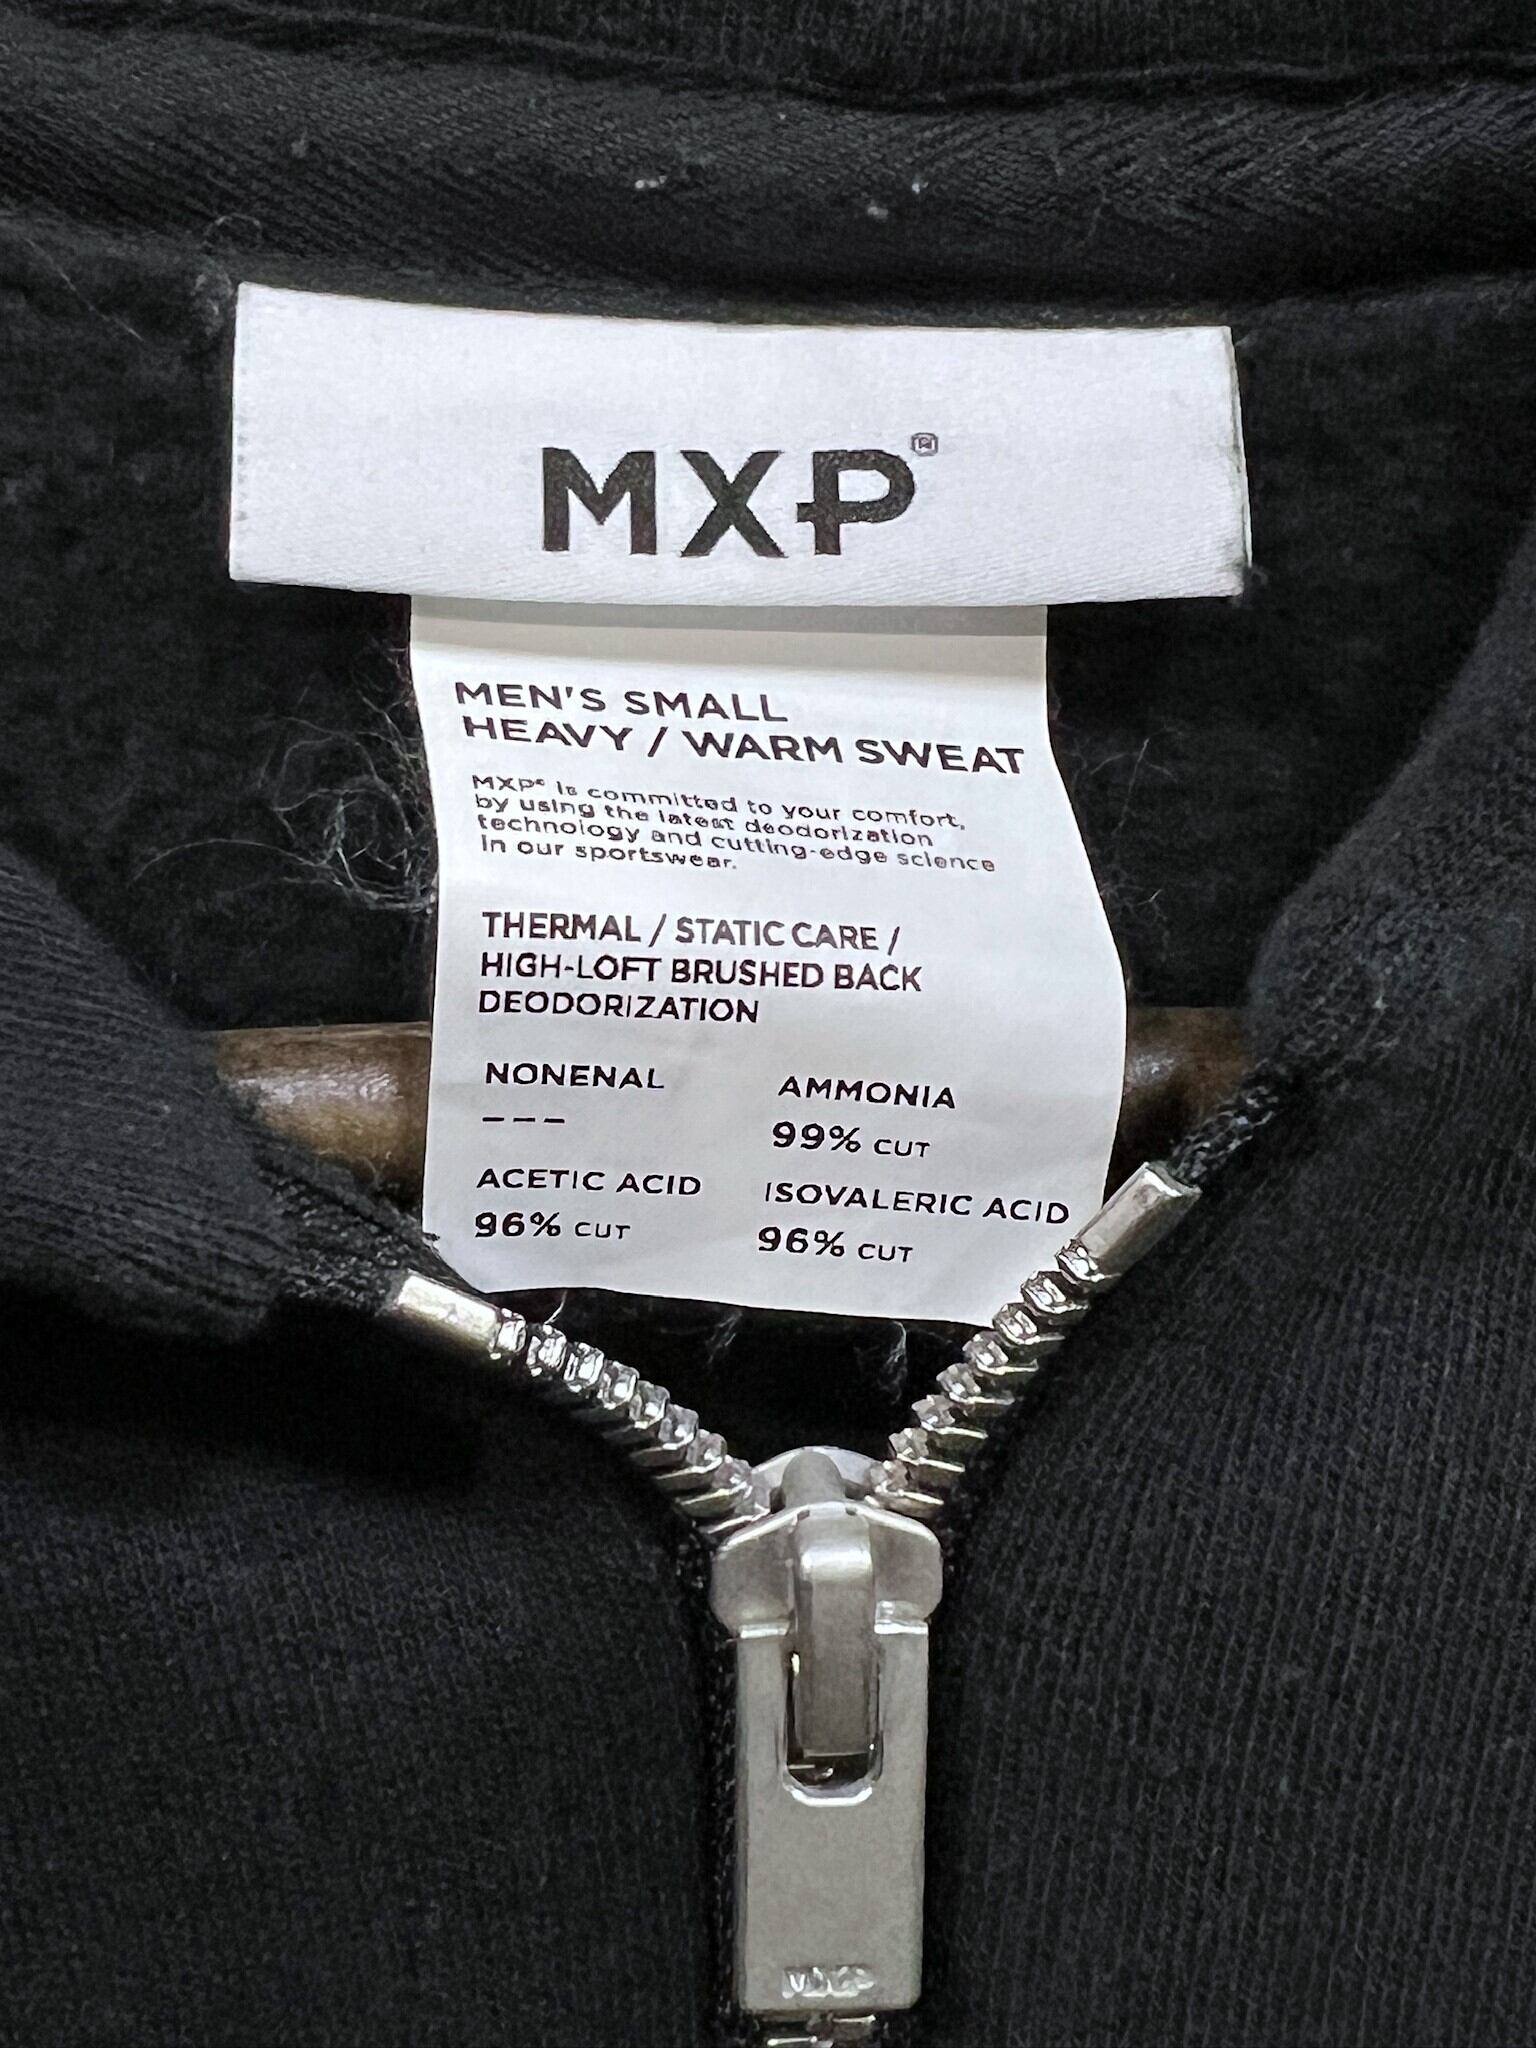 MXP®
MEN'S SMALL
HEAVY / WARM SWEAT
MXP® is committed to your comfort,
by using the latest deodorization
technology and cutting-edge science
in our sportswear.
THERMAL / STATIC CARE /
HIGH-LOFT BRUSHED BACK
DEODORIZATION
NONENAL
---
AMMONIA
99% CUT
ACETIC ACID
96% CUT
ISOVALERIC ACID
96% CUT
MXP